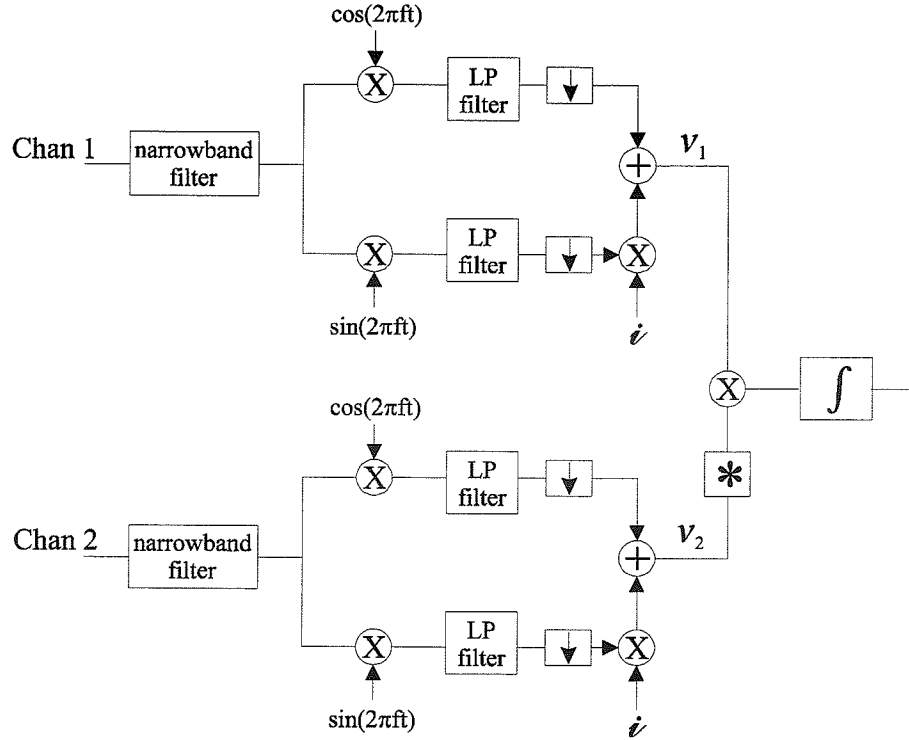 cos(2πft)
X
LP
filter
Chan 1
narrowband
filter
+
v₁
X
LP
filter
X
sin(2πft)
i
X
∫
cos(2πft)
X
LP
filter
*
Chan 2
narrowband
filter
+
v₂
X
LP
filter
X
sin(2πft)
i